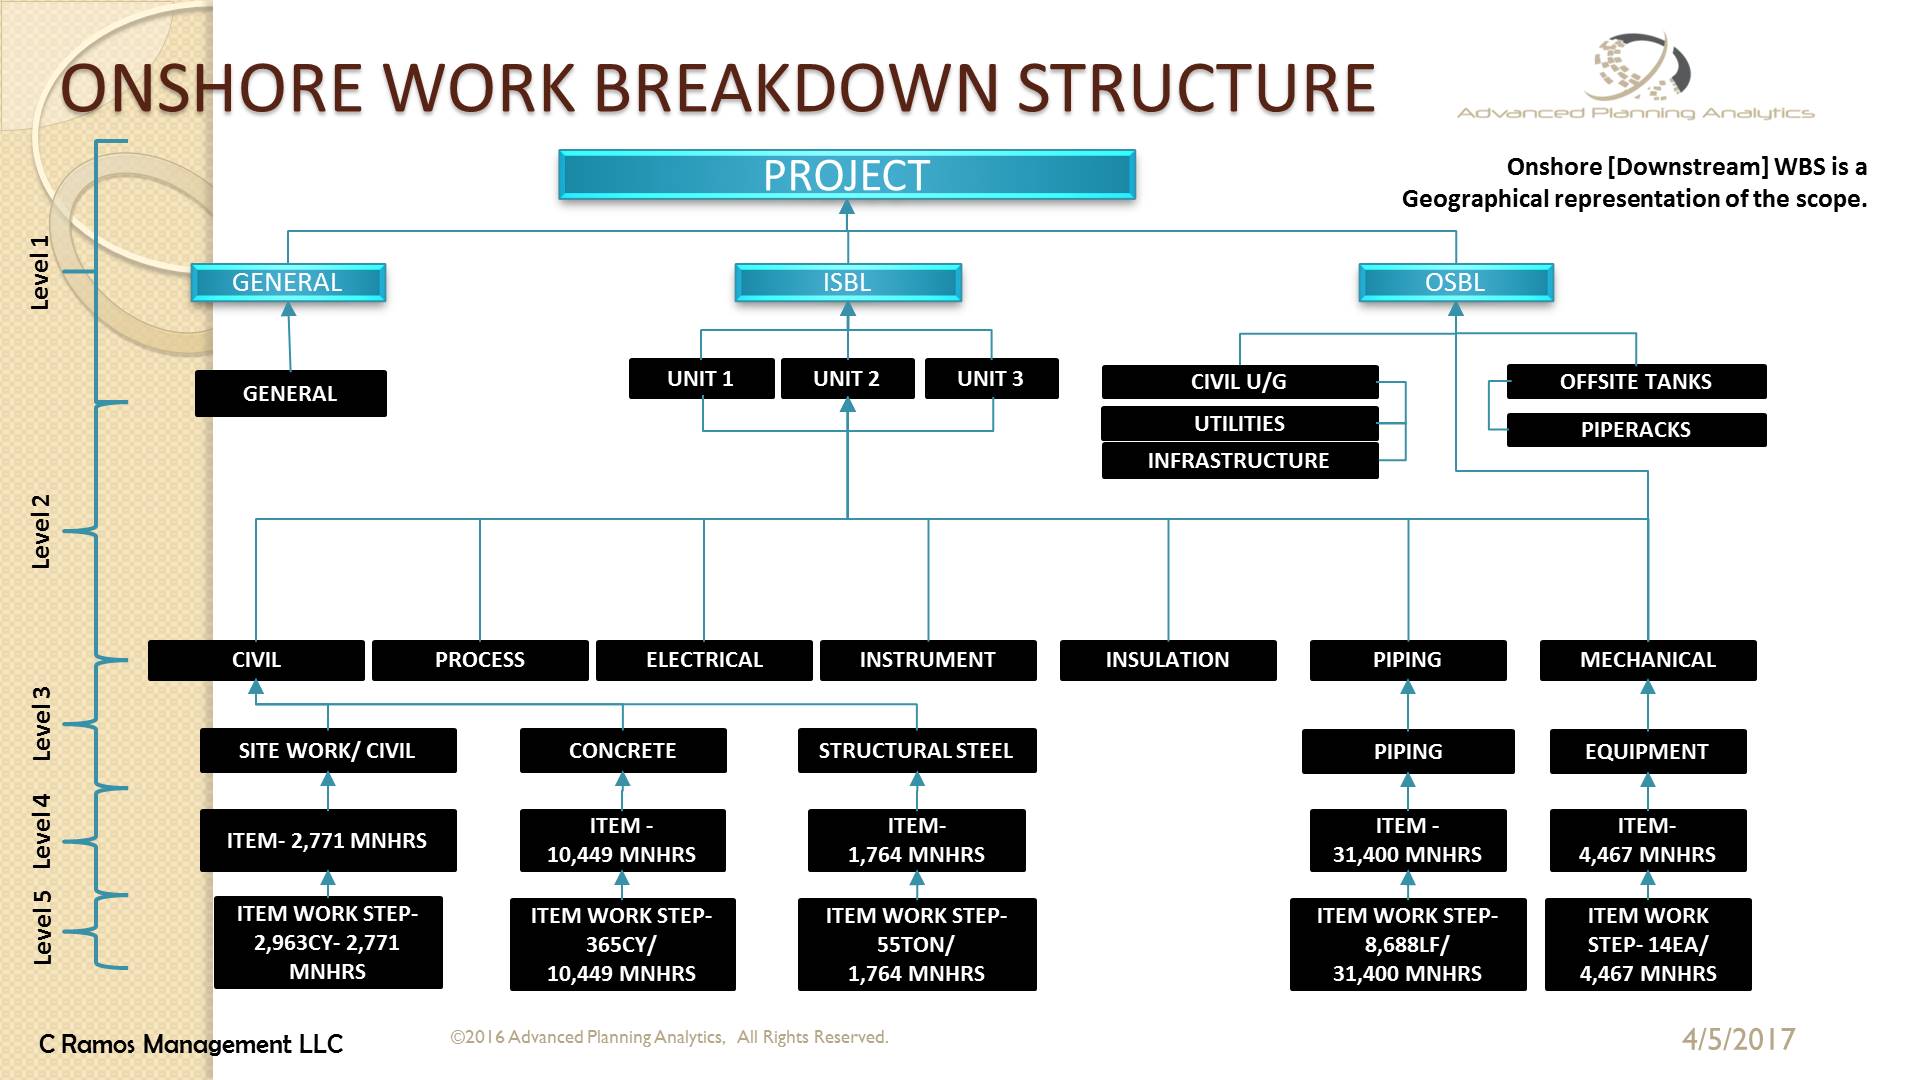 ONSHORE WORK BREAKDOWN STRUCTURE
Advanced Planning Analytics
Onshore [Downstream] WBS is a
Geographical representation of the scope.
PROJECT
Level 1
GENERAL
ISBL
OSBL
Level 2
GENERAL
UNIT 1
UNIT 2
UNIT 3
CIVIL U/G
UTILITIES
INFRASTRUCTURE
OFFSITE TANKS
PIPERACKS
CIVIL
PROCESS
ELECTRICAL
INSTRUMENT
INSULATION
PIPING
MECHANICAL
Level 3
SITE WORK/ CIVIL
CONCRETE
STRUCTURAL STEEL
PIPING
EQUIPMENT
Level 4
ITEM- 2,771 MNHRS
ITEM -
10,449 MNHRS
ITEM-
1,764 MNHRS
ITEM -
31,400 MNHRS
ITEM-
4,467 MNHRS
Level 5
ITEM WORK STEP-
2,963CY- 2,771
MNHRS
ITEM WORK STEP-
365CY/
10,449 MNHRS
ITEM WORK STEP-
55TON/
1,764 MNHRS
ITEM WORK STEP-
8,688LF/
31,400 MNHRS
ITEM WORK
STEP- 14EA/
4,467 MNHRS
C Ramos Management LLC
©2016 Advanced Planning Analytics, All Rights Reserved.
4/5/2017